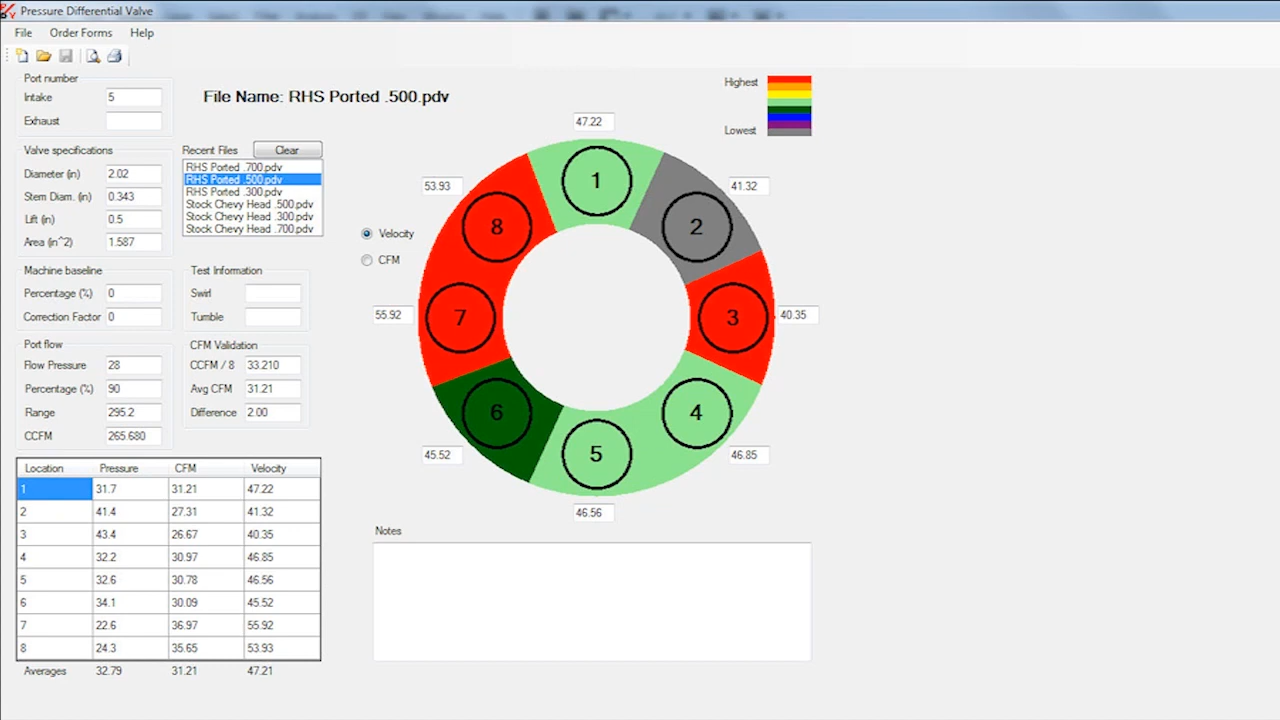 Pressure Differential Valve
File Order Forms Help
Port number
Intake 5
Exhaust
File Name: RHS Ported .500.pdv
Highest
Lowest
Valve specifications
Diameter (in) 2.02
Stem Diam. (in) 0.343
Lift (in) 0.5
Area (in^2) 1.587
Recent Files Clear
RHS Ported .700.pdv
RHS Ported .500.pdv
RHS Ported .300.pdv
Stock Chevy Head .500.pdv
Stock Chevy Head .300.pdv
Stock Chevy Head .700.pdv
Velocity
CFM
Machine baseline
Percentage (%) 0
Correction Factor 0
Test Information
Swirl
Tumble
Port flow
Flow Pressure 28
Percentage (%) 90
Range 295.2
CCFM 265.680
CFM Validation
CCFM / 8 33.210
Avg CFM 31.21
Difference 2.00
47.22
53.93 41.32
55.92 40.35
45.52 46.85
46.56
1
8 2
7 3
6 4
5
Location Pressure CFM Velocity
1 31.7 31.21 47.22
2 41.4 27.31 41.32
3 43.4 26.67 40.35
4 32.2 30.97 46.85
5 32.6 30.78 46.56
6 34.1 30.09 45.52
7 22.6 36.97 55.92
8 24.3 35.65 53.93
Averages 32.79 31.21 47.21
Notes